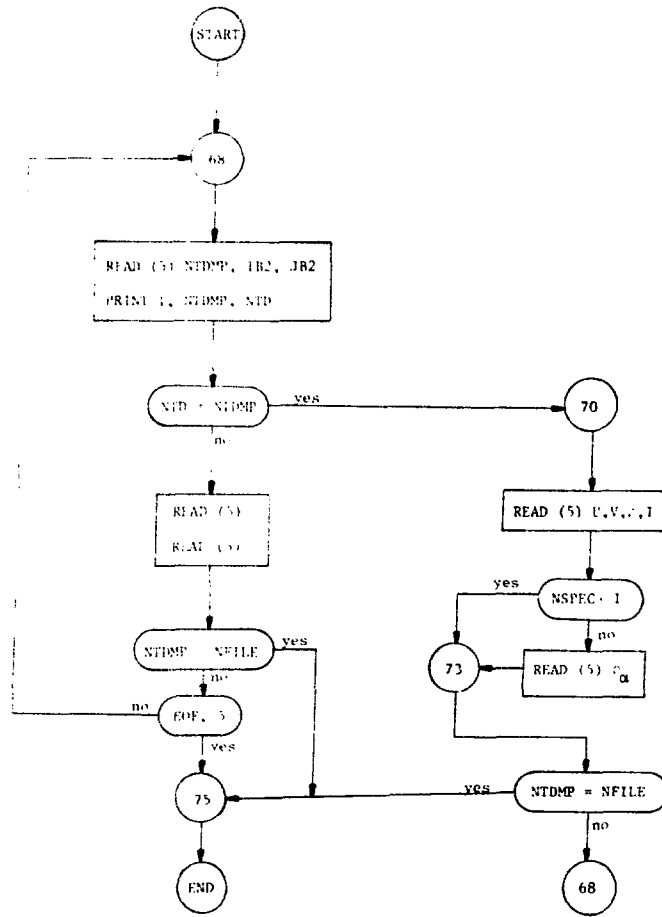 START
68
READ (5) NTDMP, IB2, JB2
PRINT I, NTDMP, NTD
NTD NTDMP
yes
no
70
READ (5)
READ (5)
READ (5) U,V, ,I
NSPEC
yes
no
73
READ (5)
NTDMP NFILE
yes
no
EOF, 5
no
yes
75
yes
NTDMP = NFILE
no
END
68